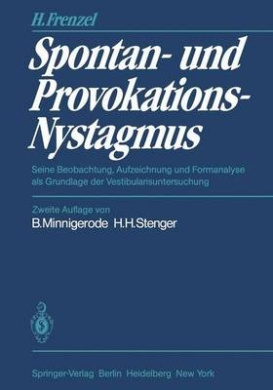 H. Frenzel
Spontan- und
Provokations-
Nystagmus
Seine Beobachtung, Aufzeichnung und Formanalyse
als Grundlage der Vestibularisuntersuchung
Zweite Auflage von
B. Minnigerode H. H. Stenger
Springer-Verlag Berlin Heidelberg New York